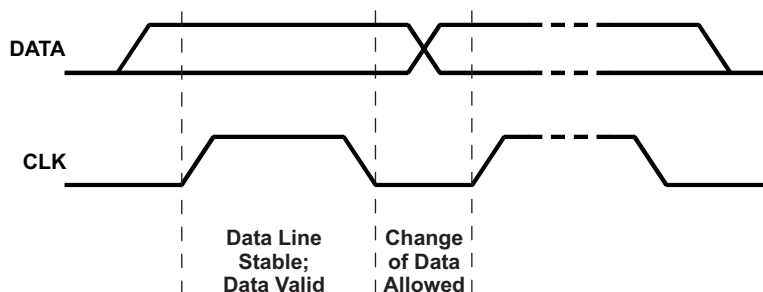 DATA
CLK
Data Line
Stable;
Data Valid
Change
of Data
Allowed